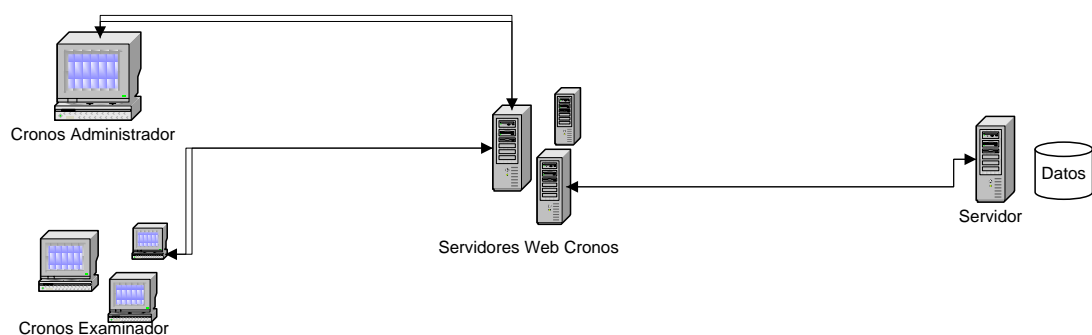 Cronos Administrador
Datos
Servidor
Servidores Web Cronos
Cronos Examinador